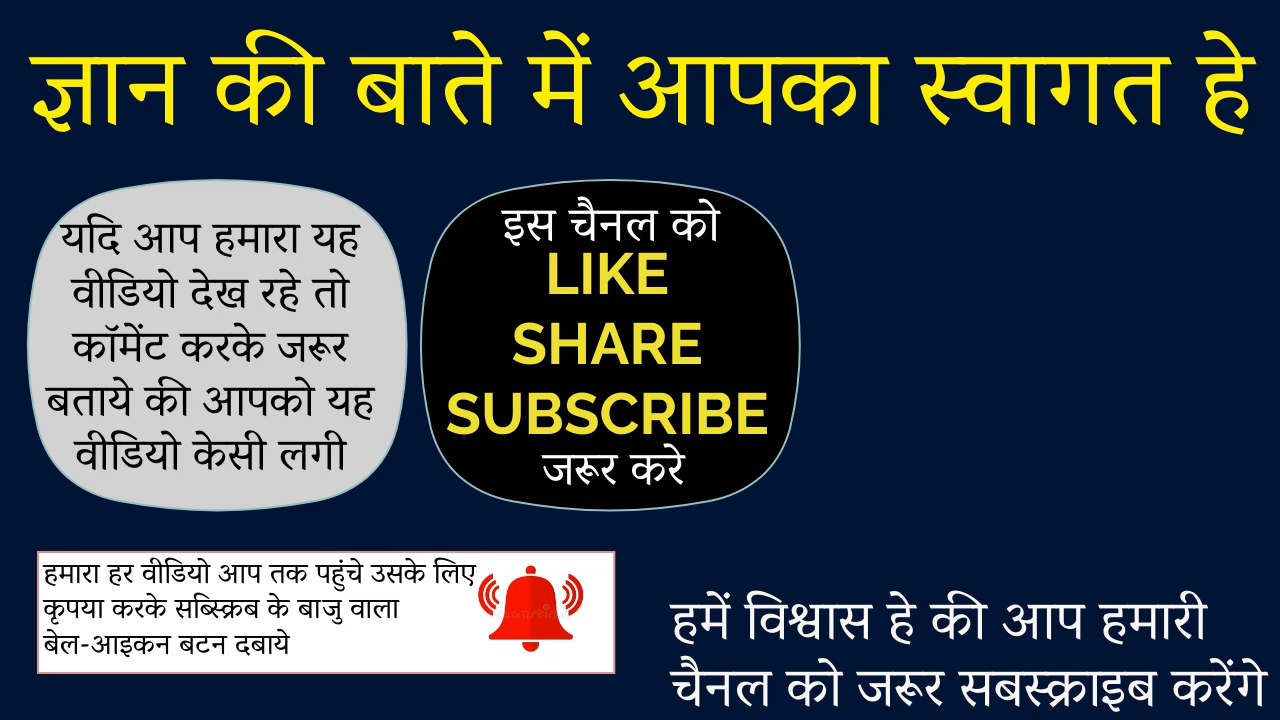 ज्ञान की बाते में आपका स्वागत हे
यदि आप हमारा यह
वीडियो देख रहे तो
कॉमेंट करके जरूर
बताये की आपको यह
वीडियो केसी लगी
इस चैनल को
LIKE
SHARE
SUBSCRIBE
जरूर करे
हमारा हर वीडियो आप तक पहुंचे उसके लिए
कृपया करके सब्स्क्रिब के बाजु वाला
बेल-आइकन बटन दबाये
हमें विश्वास हे की आप हमारी
चैनल को जरूर सबस्क्राइब करेंगे